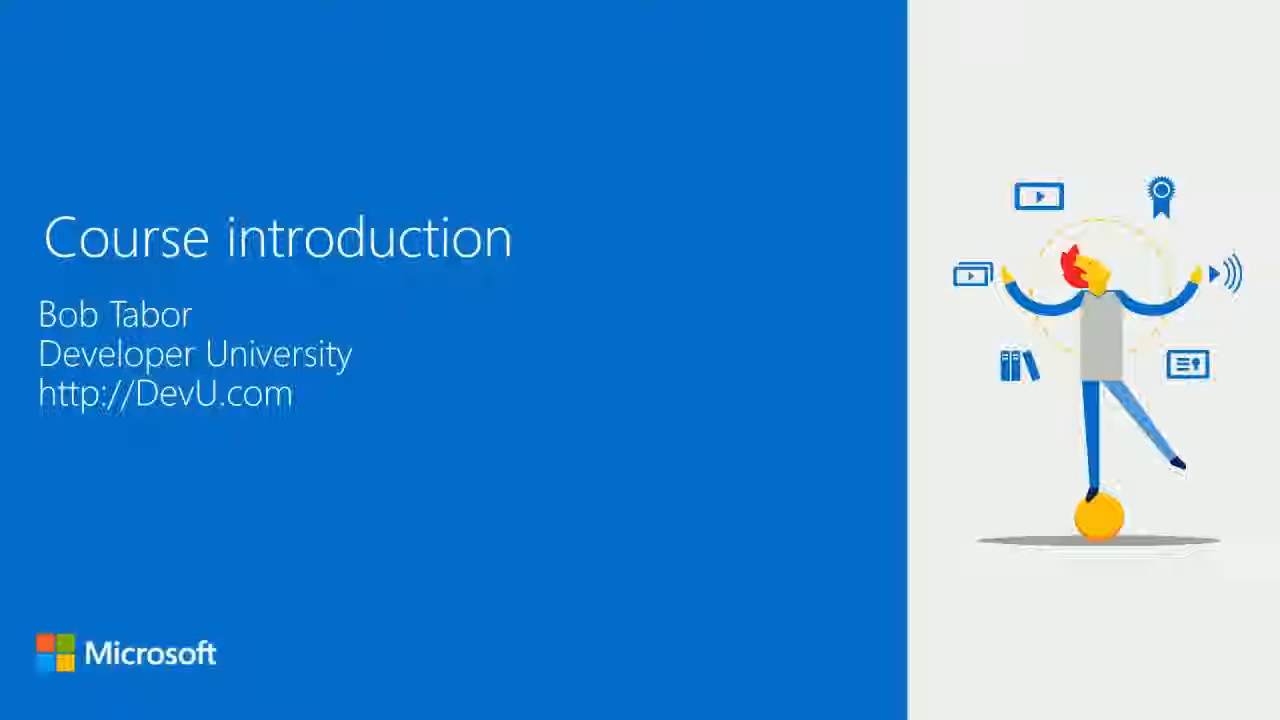 Course introduction
Bob Tabor
Developer University
http://DevU.com
Microsoft